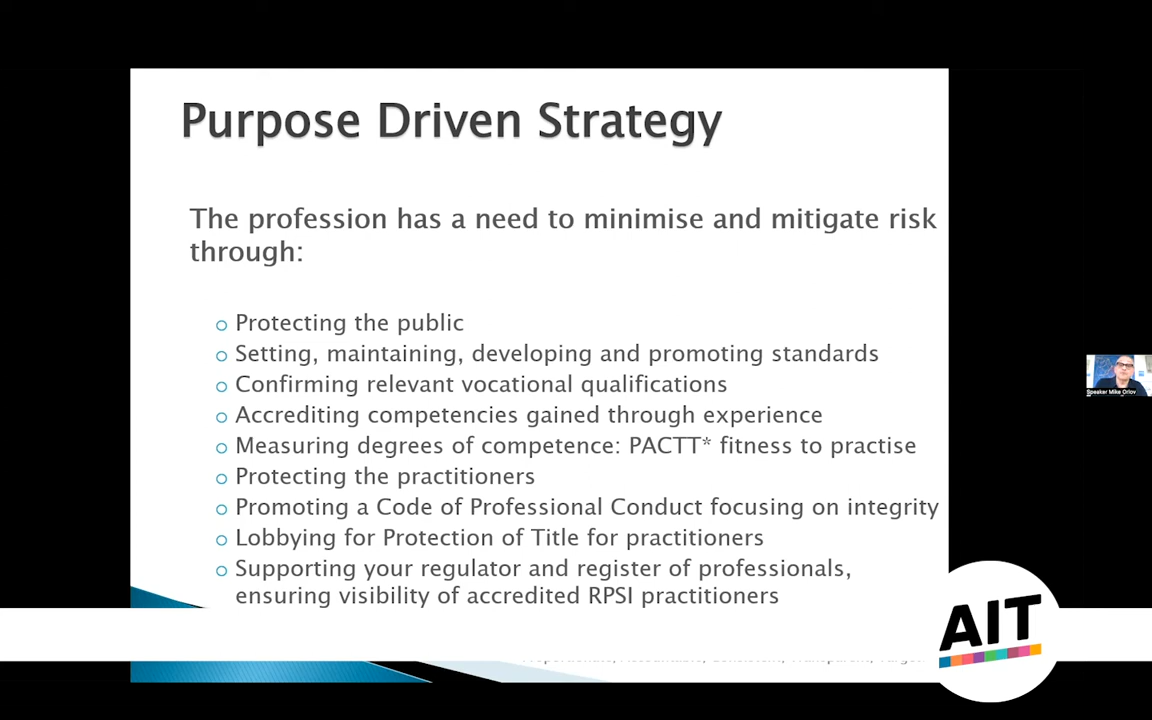 Purpose Driven Strategy
The profession has a need to minimise and mitigate risk
through:
Protecting the public
Setting, maintaining, developing and promoting standards
Confirming relevant vocational qualifications
Accrediting competencies gained through experience
Measuring degrees of competence: PACTT* fitness to practise
Protecting the practitioners
Promoting a Code of Professional Conduct focusing on integrity
Lobbying for Protection of Title for practitioners
Supporting your regulator and register of professionals,
ensuring visibility of accredited RPSI practitioners
Speaker Mike Orlov
AIT